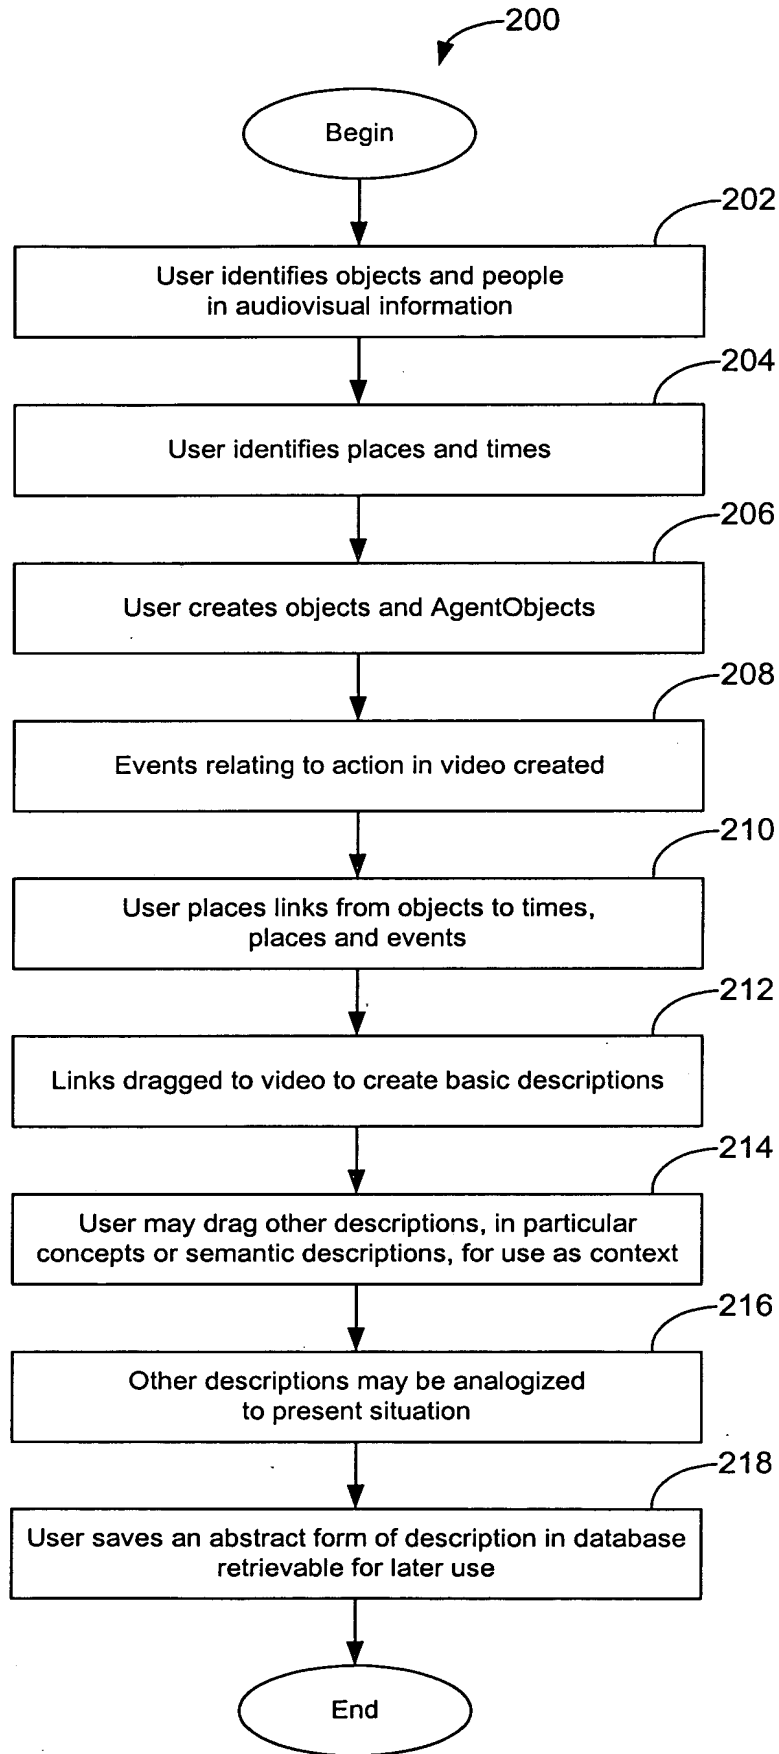 200
Begin
202
User identifies objects and people
in audiovisual information
204
User identifies places and times
206
User creates objects and AgentObjects
208
Events relating to action in video created
210
User places links from objects to times,
places and events
212
Links dragged to video to create basic descriptions
214
User may drag other descriptions, in particular
concepts or semantic descriptions, for use as context
216
Other descriptions may be analogized
to present situation
218
User saves an abstract form of description in database
retrievable for later use
End